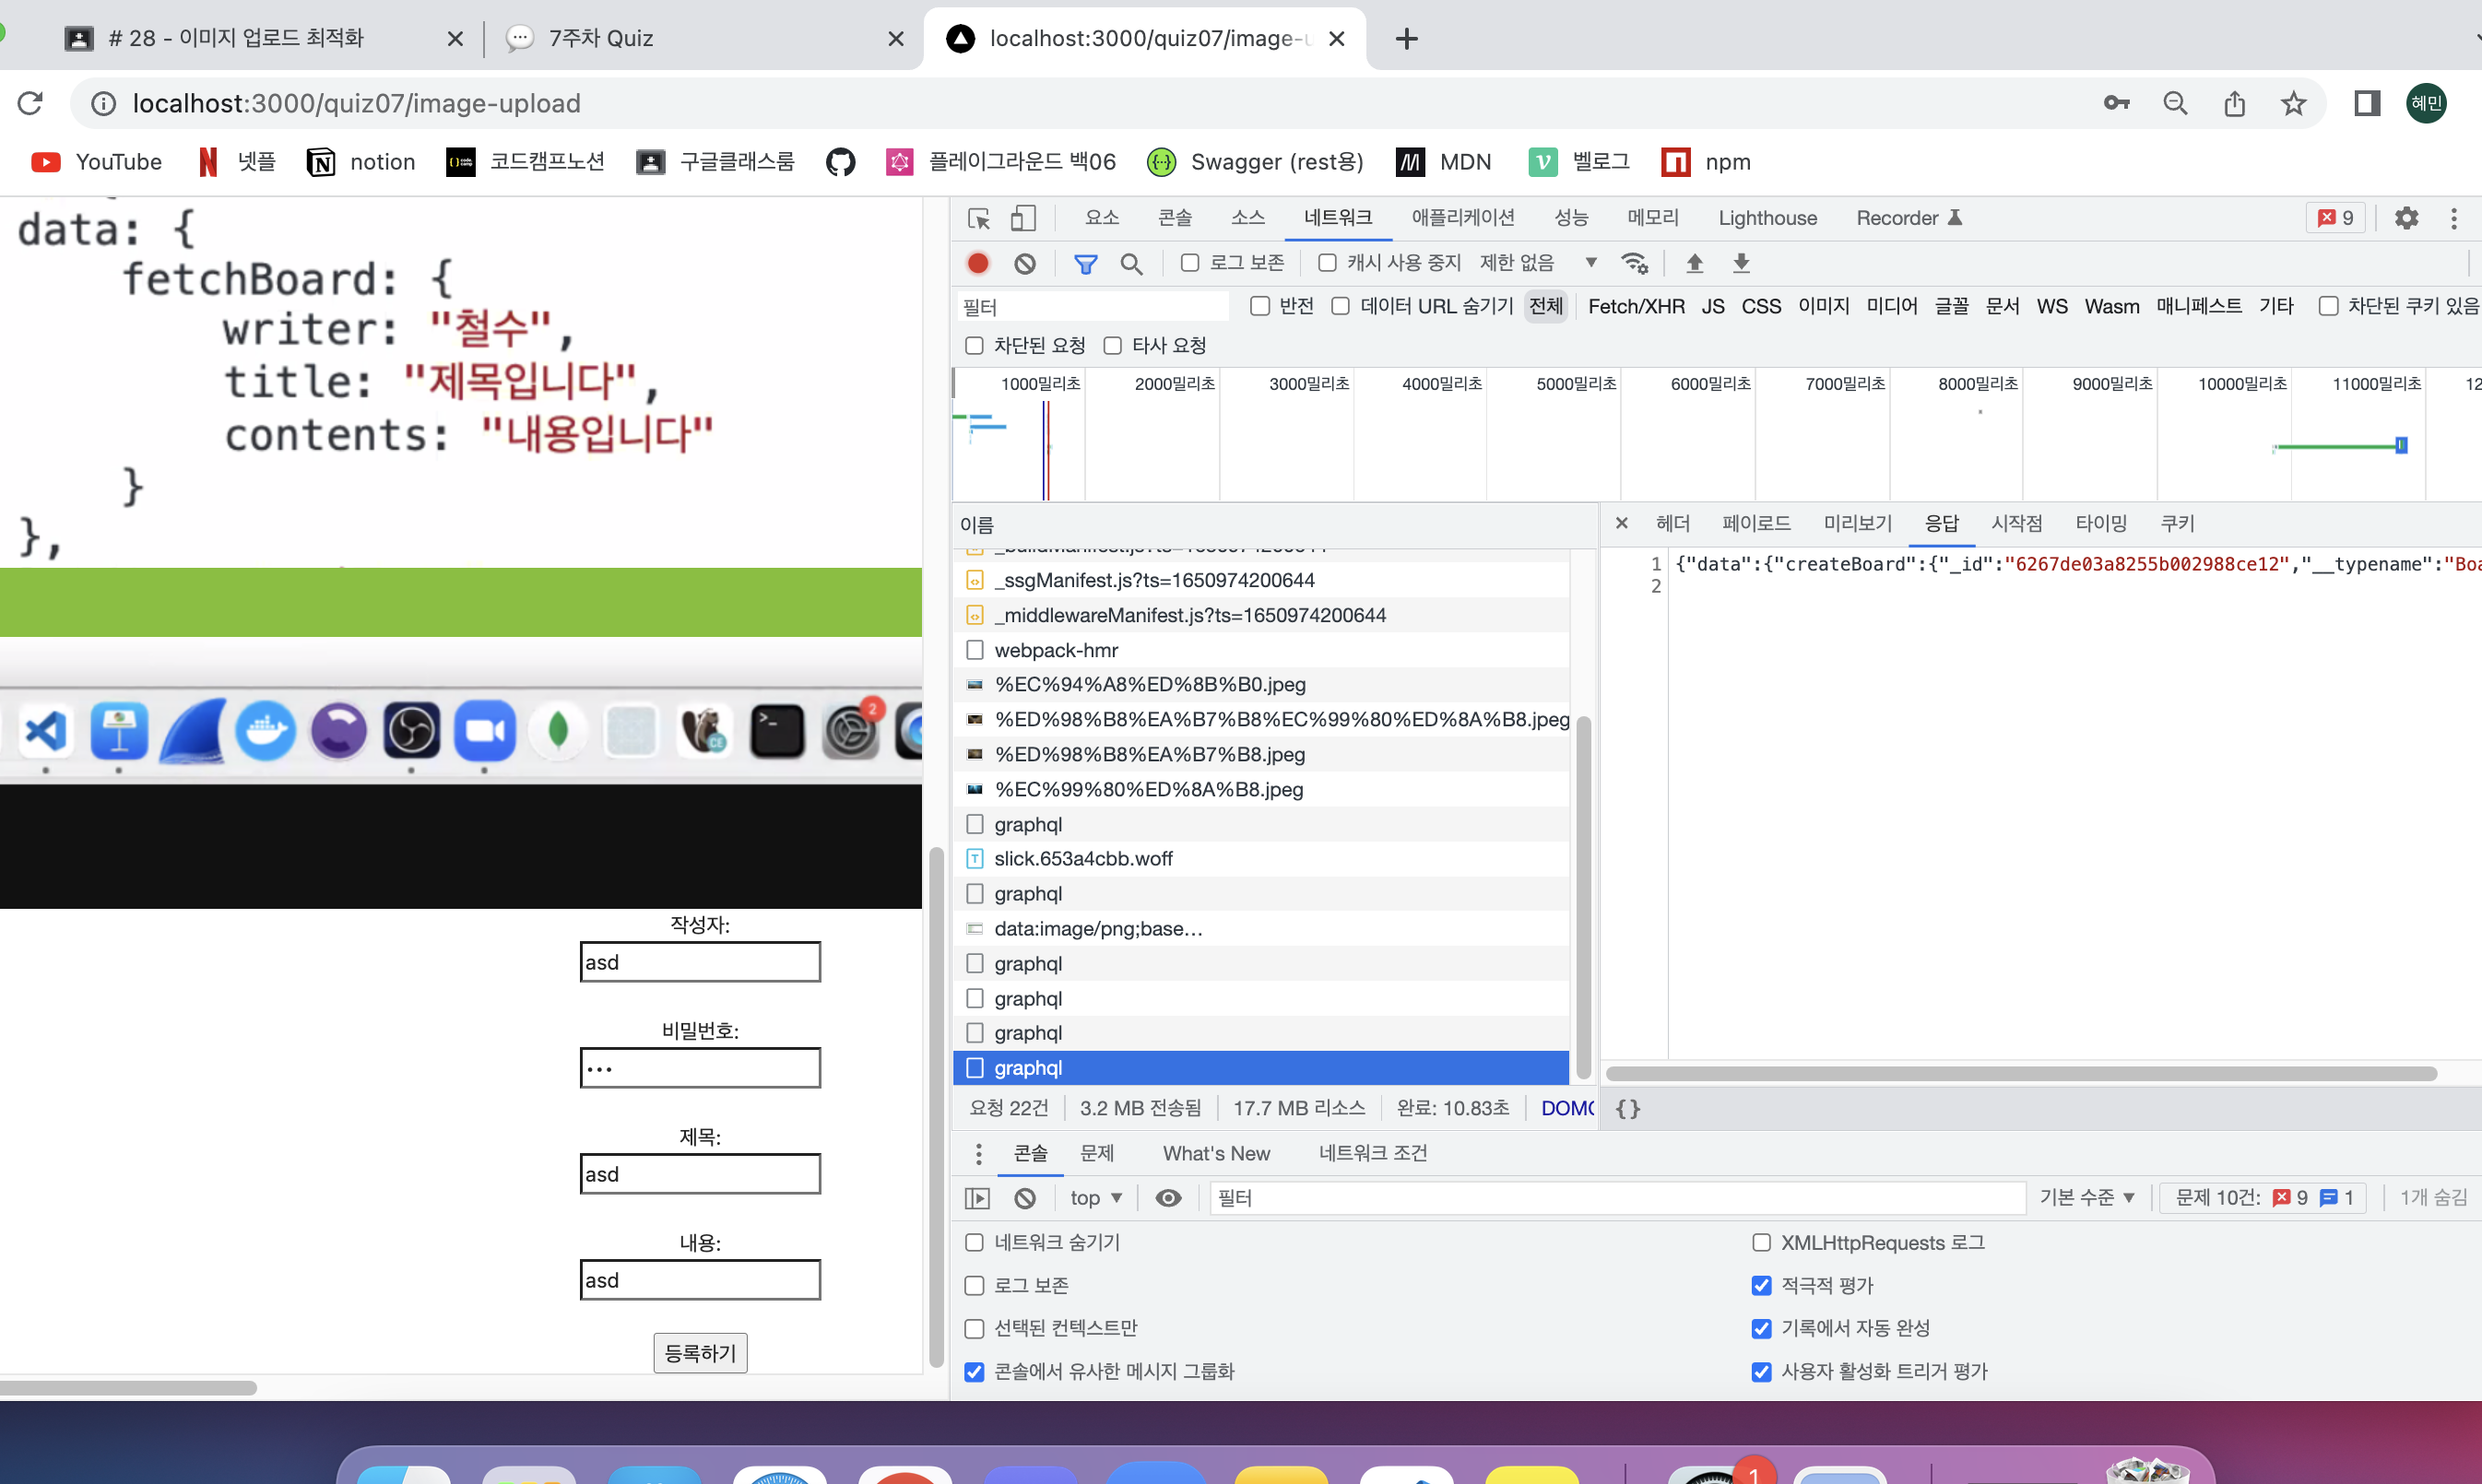 # 28 - 이미지 업로드 최적화
7주차 Quiz
localhost:3000/quiz07/image-u
localhost:3000/quiz07/image-upload
혜민
YouTube 넷플 notion 코드캠프노션 구글클래스룸 플레이그라운드 백06 Swagger (rest용) MDN 벨로그 npm
data: {
fetchBoard: {
writer: "철수",
title: "제목입니다",
contents: "내용입니다"
}
},
2
작성자:
asd
비밀번호:
•••
제목:
asd
내용:
asd
등록하기
요소 콘솔 소스 네트워크 애플리케이션 성능 메모리 Lighthouse Recorder 9
로그 보존 캐시 사용 중지 제한 없음
필터 반전 데이터 URL 숨기기 전체 Fetch/XHR JS CSS 이미지 미디어 글꼴 문서 WS Wasm 매니페스트 기타 차단된 쿠키 있음
차단된 요청 타사 요청
1000밀리초 2000밀리초 3000밀리초 4000밀리초 5000밀리초 6000밀리초 7000밀리초 8000밀리초 9000밀리초 10000밀리초 11000밀리초 12
이름
_ssgManifest.js?ts=1650974200644
_middlewareManifest.js?ts=1650974200644
webpack-hmr
%EC%94%A8%ED%8B%B0.jpeg
%ED%98%B8%EA%B7%B8%EC%99%80%ED%8A%B8.jpeg
%ED%98%B8%EA%B7%B8.jpeg
%EC%99%80%ED%8A%B8.jpeg
graphql
slick.653a4cbb.woff
graphql
data:image/png;base…
graphql
graphql
graphql
graphql
요청 22건 3.2 MB 전송됨 17.7 MB 리소스 완료: 10.83초 DOMC
헤더 페이로드 미리보기 응답 시작점 타이밍 쿠키
1 {"data":{"createBoard":{"_id":"6267de03a8255b002988ce12","__typename":"Boa
2
{}
콘솔 문제 What's New 네트워크 조건
top 필터 기본 수준 문제 10건: 9 1 1개 숨김
네트워크 숨기기 XMLHttpRequests 로그
로그 보존 적극적 평가
선택된 컨텍스트만 기록에서 자동 완성
콘솔에서 유사한 메시지 그룹화 사용자 활성화 트리거 평가
1